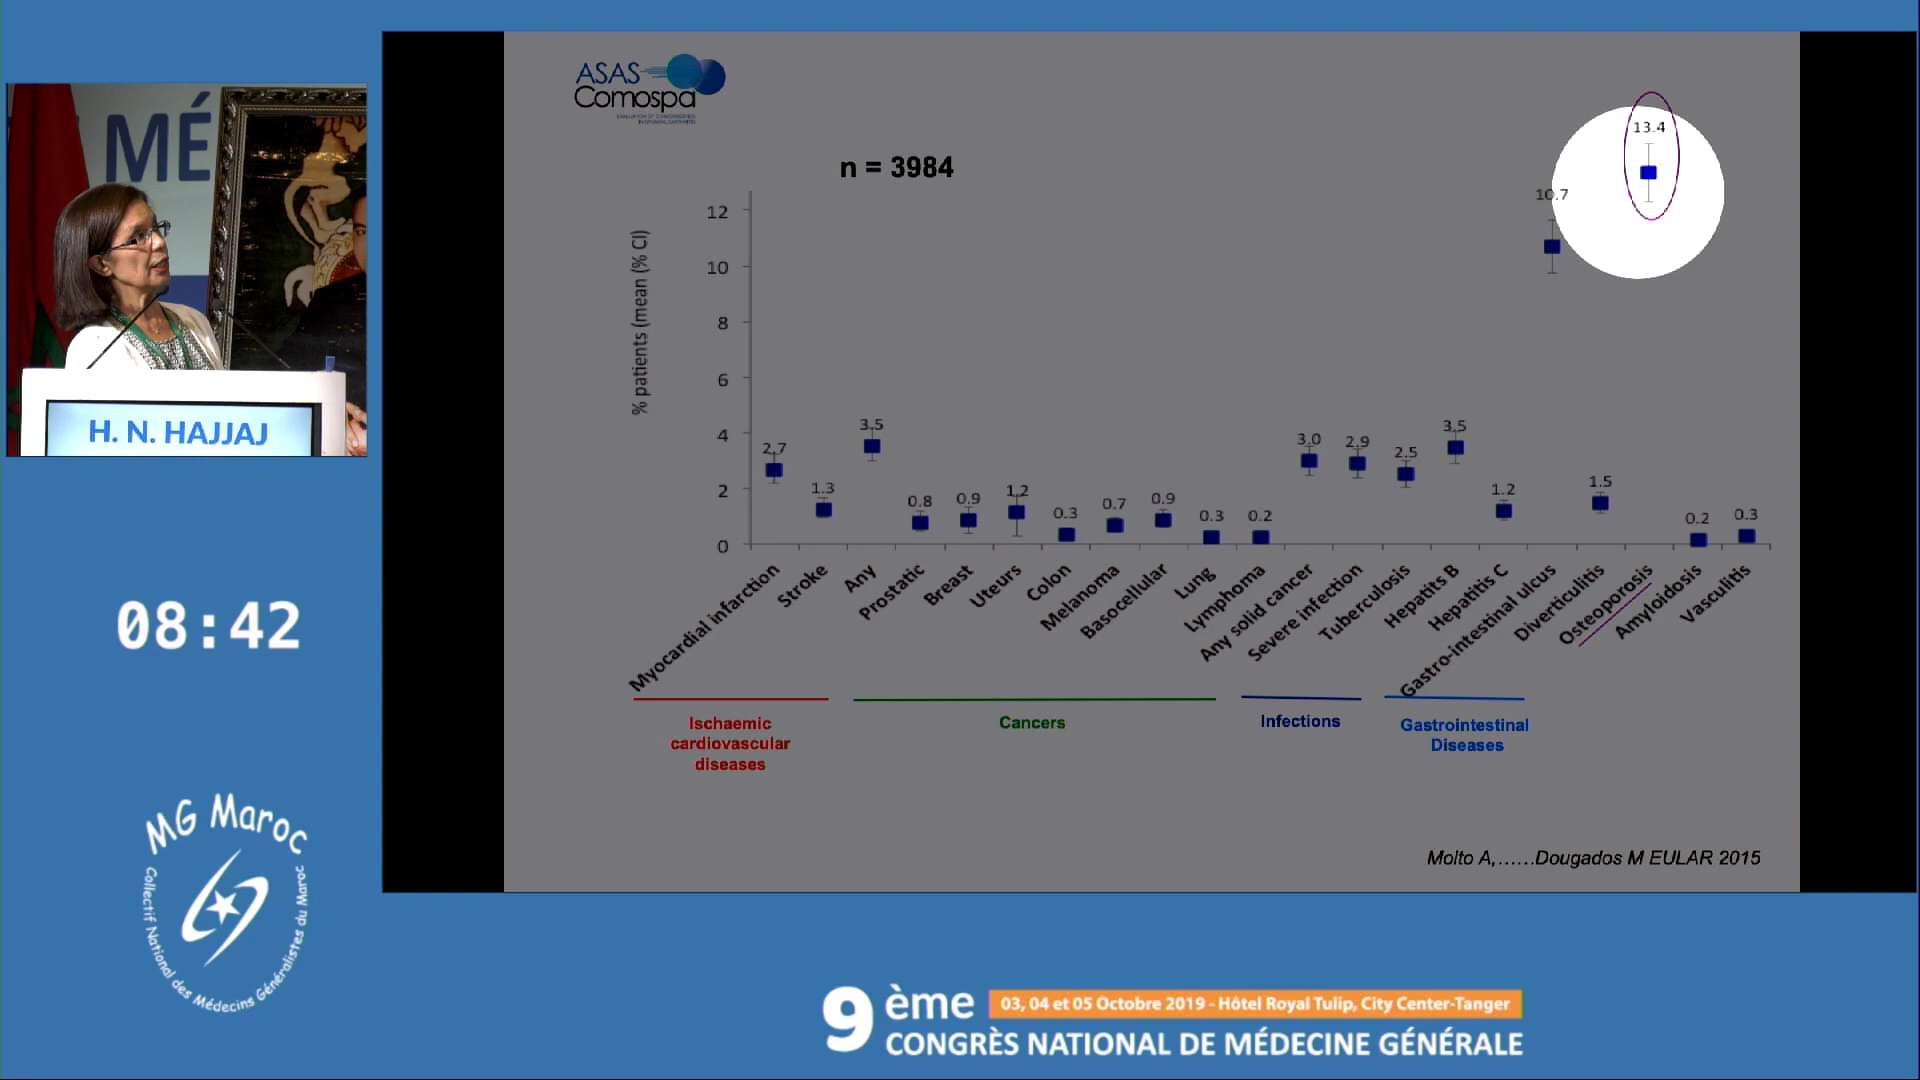 MÉ
H. N. HAJJAJ
08:42
MG Maroc
Collectif National des Médecins Généralistes du Maroc
ASAS
Comospa
EVALUATION OF COMORBIDITIES
IN SPONDYLOARTHRITIS
n = 3984
% patients (mean (% CI)
12
10
8
6
4
2
0
2.7
1.3
3.5
0.8
0.9
1.2
0.3
0.7
0.9
0.3
0.2
3.0
2.9
2.5
3.5
1.2
10.7
1.5
13.4
0.2
0.3
Myocardial infarction
Stroke
Any
Prostatic
Breast
Uteurs
Colon
Melanoma
Basocellular
Lung
Lymphoma
Any solid cancer
Severe infection
Tuberculosis
Hepatits B
Hepatitis C
Gastro-intestinal ulcus
Diverticulitis
Osteoporosis
Amyloidosis
Vasculitis
Ischaemic
cardiovascular
diseases
Cancers
Infections
Gastrointestinal
Diseases
Molto A,......Dougados M EULAR 2015
9 ème
03, 04 et 05 Octobre 2019 - Hôtel Royal Tulip, City Center-Tanger
CONGRÈS NATIONAL DE MÉDECINE GÉNÉRALE